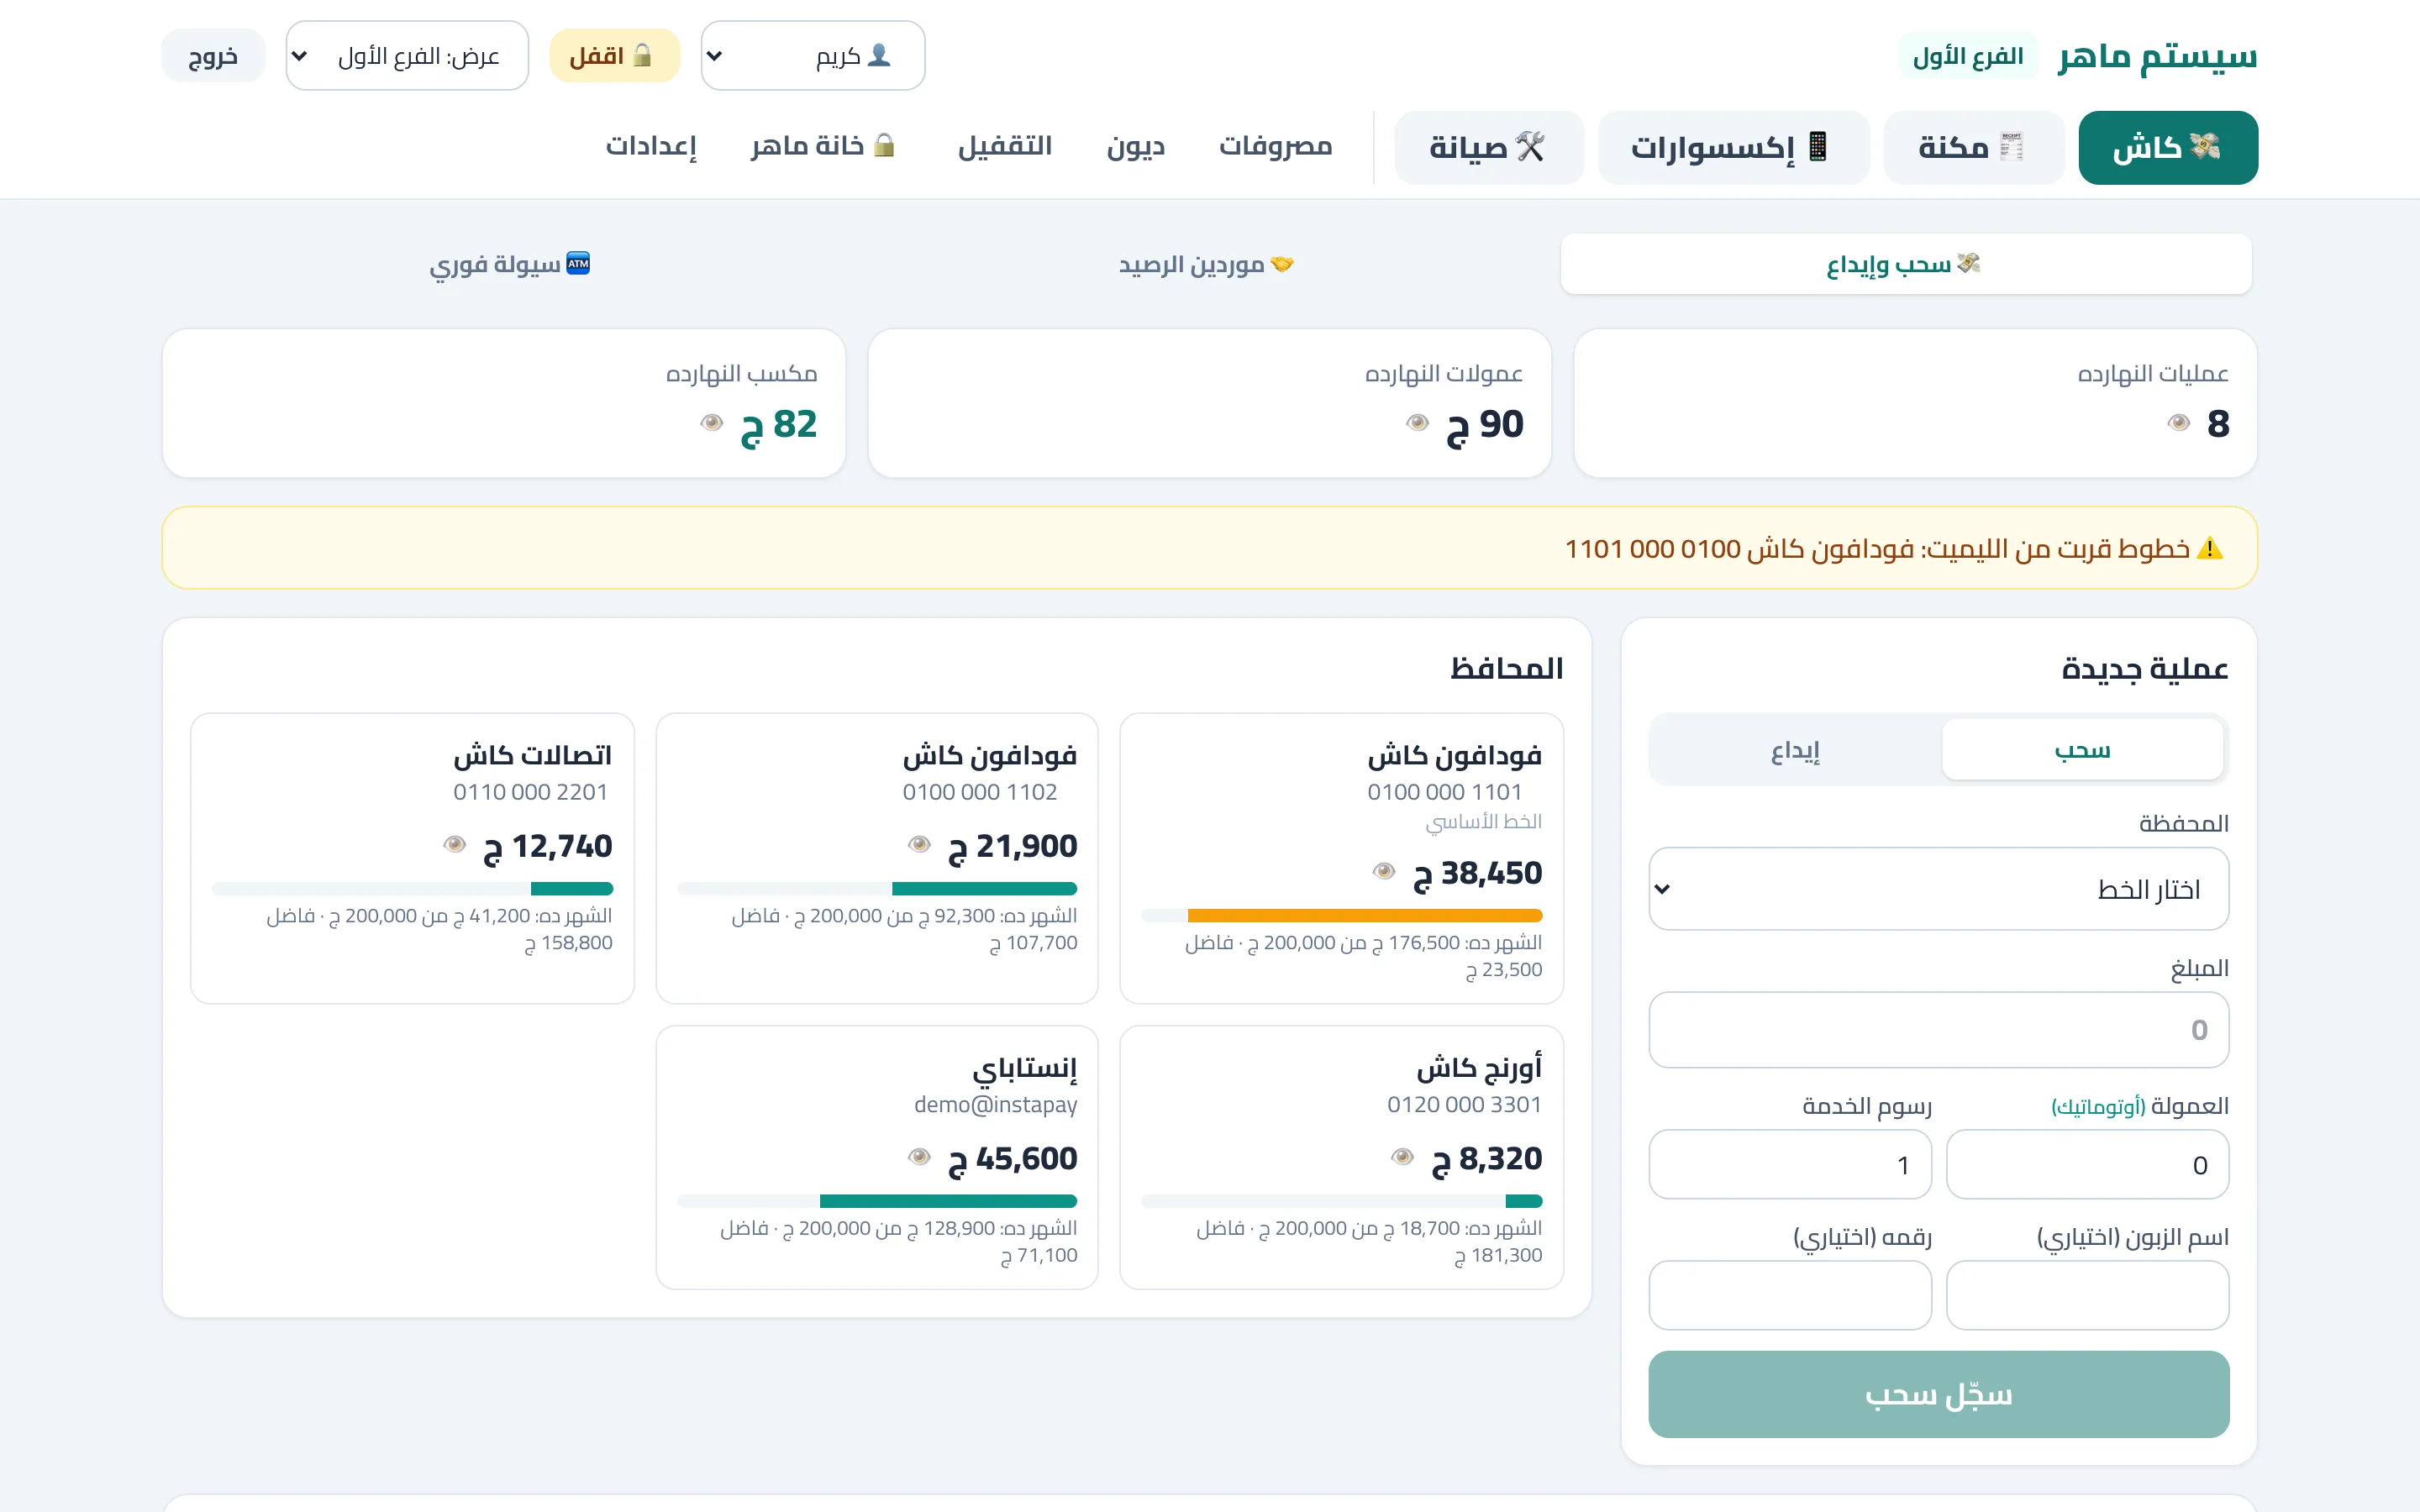 سيستم ماهر
الفرع الأول
👤 كريم
🔒 اقفل
عرض: الفرع الأول
خروج
💸 كاش
🧾 مكنة
📱 إكسسوارات
🛠️ صيانة
مصروفات
ديون
التقفيل
🔒 خانة ماهر
إعدادات
💸 سحب وإيداع
🤝 موردين الرصيد
🏧 سيولة فوري
عمليات النهارده
8
عمولات النهارده
90 ج
مكسب النهارده
82 ج
⚠️ خطوط قربت من الليميت: فودافون كاش 0100 000 1101
عملية جديدة
سحب
إيداع
المحفظة
اختار الخط
المبلغ
0
العمولة (أوتوماتيك)
رسوم الخدمة
0
1
اسم الزبون (اختياري)
رقمه (اختياري)
سجّل سحب
المحافظ
فودافون كاش
0100 000 1101
الخط الأساسي
38,450 ج
الشهر ده: 176,500 ج من 200,000 ج · فاضل
23,500 ج
فودافون كاش
0100 000 1102
21,900 ج
الشهر ده: 92,300 ج من 200,000 ج · فاضل
107,700 ج
اتصالات كاش
0110 000 2201
12,740 ج
الشهر ده: 41,200 ج من 200,000 ج · فاضل
158,800 ج
أورنج كاش
0120 000 3301
8,320 ج
الشهر ده: 18,700 ج من 200,000 ج · فاضل
181,300 ج
إنستاباي
demo@instapay
45,600 ج
الشهر ده: 128,900 ج من 200,000 ج · فاضل
71,100 ج